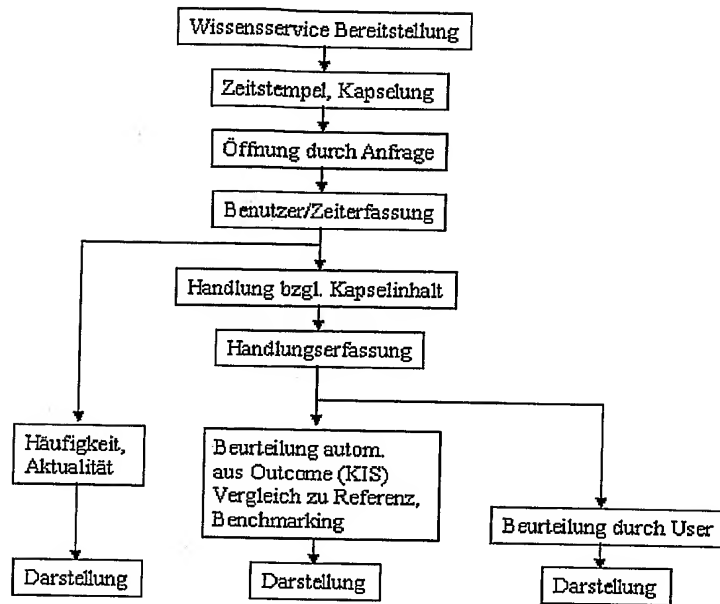 Wissensservice Bereitstellung
Zeitstempel, Kapselung
Öffnung durch Anfrage
Benutzer/Zeiterfassung
Handlung bzgl. Kapselinhalt
Handlungserfassung
Häufigkeit,
Aktualität
Beurteilung autom.
aus Outcome (KIS)
Vergleich zu Referenz,
Benchmarking
Beurteilung durch User
Darstellung
Darstellung
Darstellung